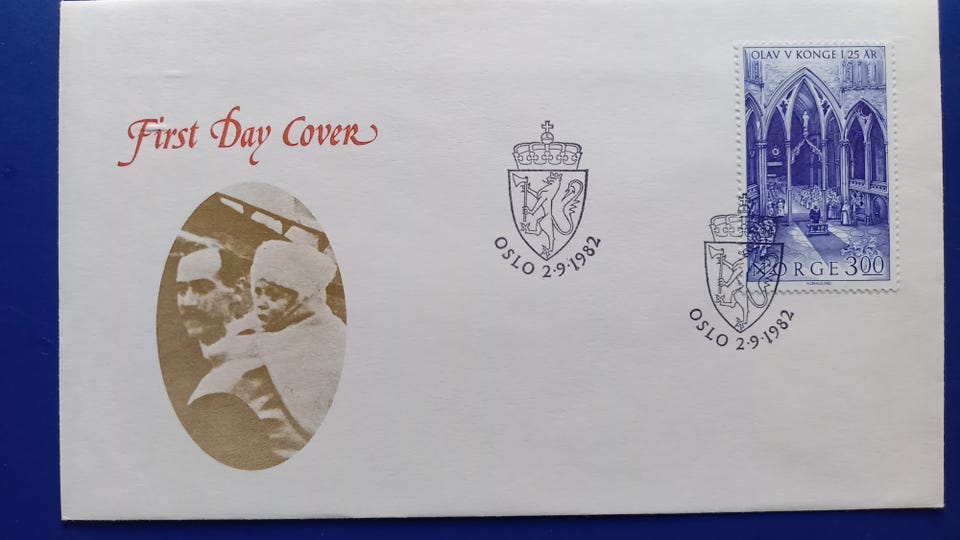 First Day Cover
OSLO 2·9·1982
OLAV V KONGE I 25 ÅR
NORGE 3.00
OSLO 2·9·1982